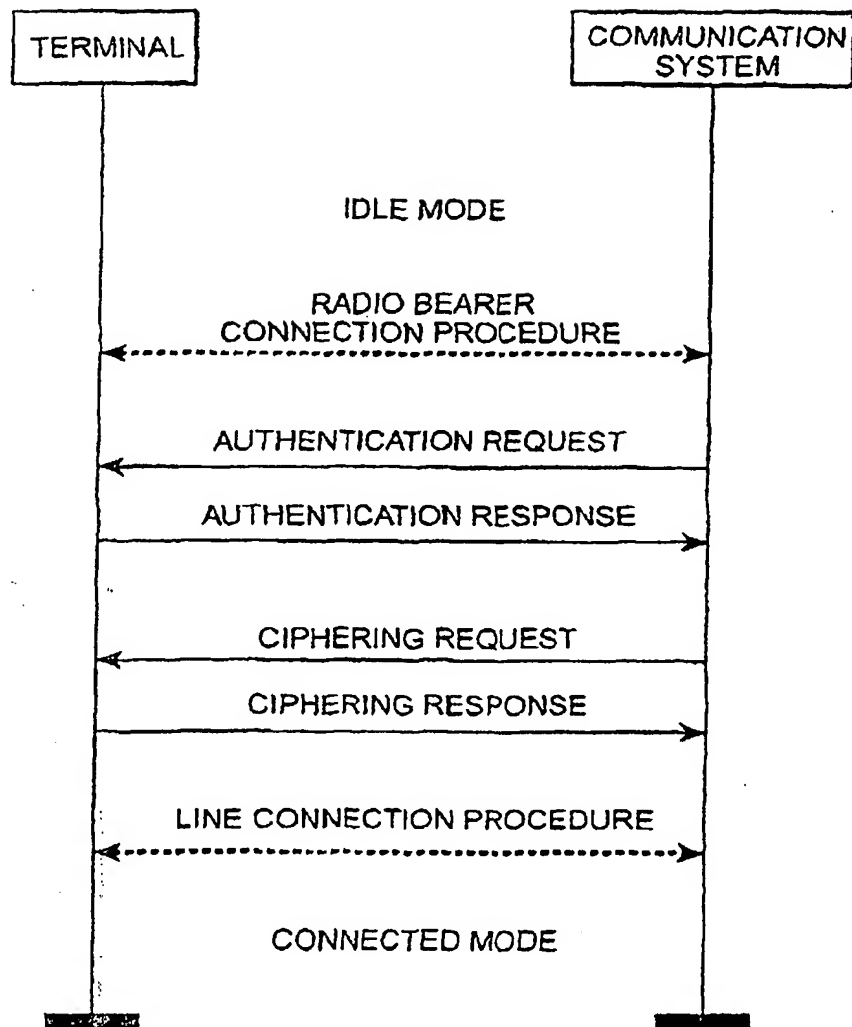 TERMINAL
COMMUNICATION
SYSTEM
IDLE MODE
RADIO BEARER
CONNECTION PROCEDURE
AUTHENTICATION REQUEST
AUTHENTICATION RESPONSE
CIPHERING REQUEST
CIPHERING RESPONSE
LINE CONNECTION PROCEDURE
CONNECTED MODE